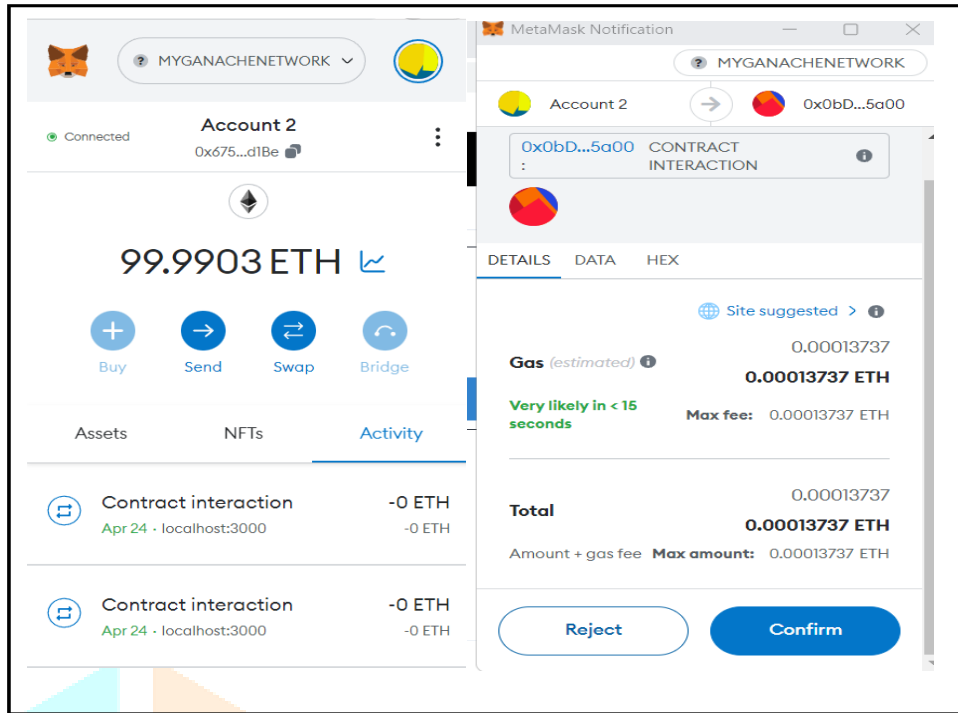 MYGANACHENETWORK
Connected
Account 2
0x675...d1Be
99.9903 ETH
Buy Send Swap Bridge
Assets NFTs Activity
Contract interaction -0 ETH
Apr 24 · localhost:3000 -0 ETH
Contract interaction -0 ETH
Apr 24 · localhost:3000 -0 ETH
MetaMask Notification
MYGANACHENETWORK
Account 2 0x0bD...5a00
0x0bD...5a00 CONTRACT
: INTERACTION
DETAILS DATA HEX
Site suggested >
0.00013737
Gas (estimated) 0.00013737 ETH
Very likely in < 15
seconds
Max fee: 0.00013737 ETH
0.00013737
Total 0.00013737 ETH
Amount + gas fee Max amount: 0.00013737 ETH
Reject Confirm